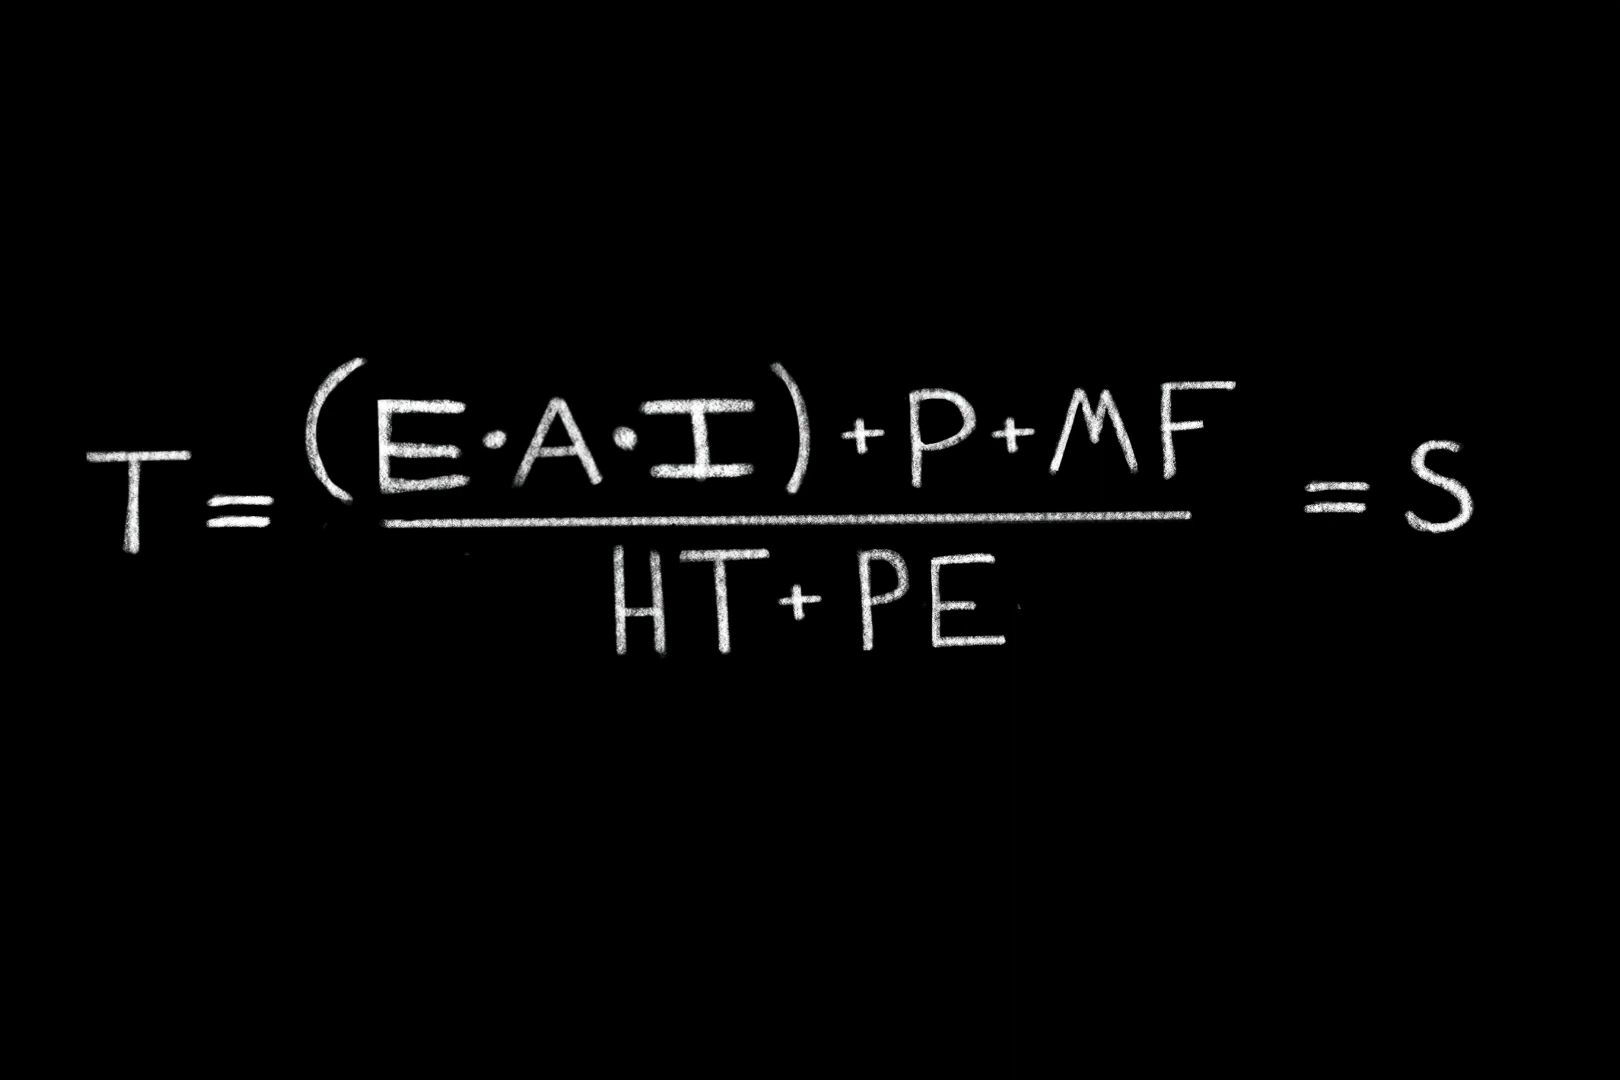 T = (E·A·I) + P + MF = S
HT + PE